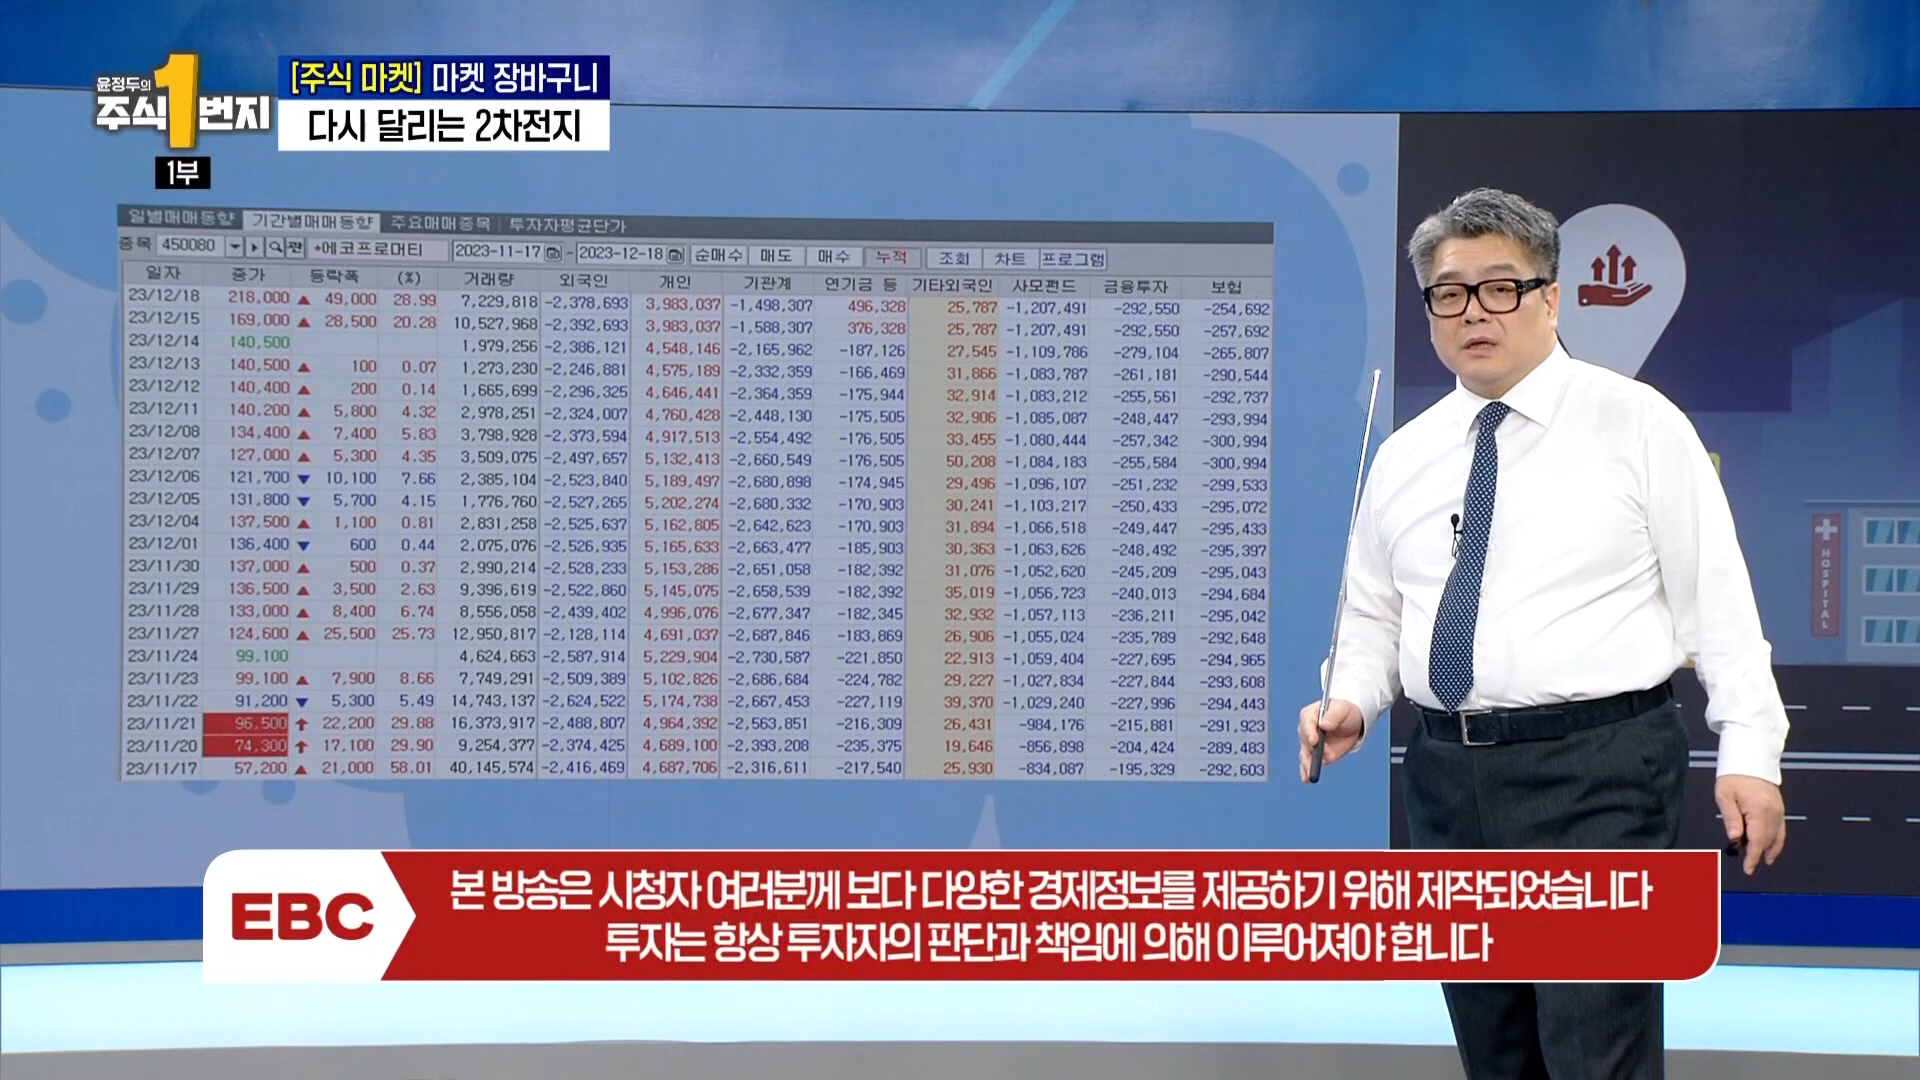 윤정두의
주식1번지
1부
[주식 마켓] 마켓 장바구니
다시 달리는 2차전지
일별매매동향 기간별매매동향 주요매매종목 투자자평균단가
종목 450080 *에코프로머티 2023-11-17 ~ 2023-12-18 순매수 매도 매수 누적 조회 차트 프로그램
일자 종가 등락폭 (%) 거래량 외국인 개인 기관계 연기금 등 기타외국인 사모펀드 금융투자 보험
23/12/18 218,000 ▲ 49,000 28.99 7,229,818 -2,378,693 3,983,037 -1,498,307 496,328 25,787 -1,207,491 -292,550 -254,692
23/12/15 169,000 ▲ 28,500 20.28 10,527,968 -2,392,693 3,983,037 -1,588,307 376,328 25,787 -1,207,491 -292,550 -257,692
23/12/14 140,500 1,979,256 -2,386,121 4,548,146 -2,165,962 -187,126 27,545 -1,109,786 -279,104 -265,807
23/12/13 140,500 ▲ 100 0.07 1,273,230 -2,246,881 4,575,189 -2,332,359 -166,469 31,866 -1,083,787 -261,181 -290,544
23/12/12 140,400 ▲ 200 0.14 1,665,699 -2,296,325 4,646,441 -2,364,359 -175,944 32,914 -1,083,212 -255,561 -292,737
23/12/11 140,200 ▲ 5,800 4.32 2,978,251 -2,324,007 4,760,428 -2,448,130 -175,505 32,906 -1,085,087 -248,447 -293,994
23/12/08 134,400 ▲ 7,400 5.83 3,798,928 -2,373,594 4,917,513 -2,554,492 -176,505 33,455 -1,080,444 -257,342 -300,994
23/12/07 127,000 ▲ 5,300 4.35 3,509,075 -2,497,657 5,132,413 -2,660,549 -176,505 50,208 -1,084,183 -255,584 -300,994
23/12/06 121,700 ▼ 10,100 7.66 2,385,104 -2,523,840 5,189,497 -2,680,898 -174,945 29,496 -1,096,107 -251,232 -299,533
23/12/05 131,800 ▼ 5,700 4.15 1,776,760 -2,527,265 5,202,274 -2,680,332 -170,903 30,241 -1,103,217 -250,433 -295,072
23/12/04 137,500 ▲ 1,100 0.81 2,831,258 -2,525,637 5,162,805 -2,642,623 -170,903 31,894 -1,066,518 -249,447 -295,433
23/12/01 136,400 ▼ 600 0.44 2,075,076 -2,526,935 5,165,633 -2,663,477 -185,903 30,363 -1,063,626 -248,492 -295,397
23/11/30 137,000 ▲ 500 0.37 2,990,214 -2,528,233 5,153,286 -2,651,058 -182,392 31,076 -1,052,620 -245,209 -295,043
23/11/29 136,500 ▲ 3,500 2.63 9,396,619 -2,522,860 5,145,075 -2,658,539 -182,392 35,019 -1,056,723 -240,013 -294,684
23/11/28 133,000 ▲ 8,400 6.74 8,556,058 -2,439,402 4,996,076 -2,677,347 -182,345 32,932 -1,057,113 -236,211 -295,042
23/11/27 124,600 ▲ 25,500 25.73 12,950,817 -2,128,114 4,691,037 -2,687,846 -183,869 26,906 -1,055,024 -235,789 -292,648
23/11/24 99,100 4,624,663 -2,587,914 5,229,904 -2,730,587 -221,850 22,913 -1,059,404 -227,695 -294,965
23/11/23 99,100 ▲ 7,900 8.66 7,749,291 -2,509,389 5,102,826 -2,686,684 -224,782 29,227 -1,027,834 -227,844 -293,608
23/11/22 91,200 ▼ 5,300 5.49 14,743,137 -2,624,522 5,174,738 -2,667,453 -227,119 39,370 -1,029,240 -227,996 -294,443
23/11/21 96,500 ↑ 22,200 29.88 16,373,917 -2,488,807 4,964,392 -2,563,851 -216,309 26,431 -984,176 -215,881 -291,923
23/11/20 74,300 ↑ 17,100 29.90 9,254,377 -2,374,425 4,689,100 -2,393,208 -235,375 19,646 -856,898 -204,424 -289,483
23/11/17 57,200 ▲ 21,000 58.01 40,145,574 -2,416,469 4,687,706 -2,316,611 -217,540 25,930 -834,087 -195,329 -292,603
HOSPITAL
EBC
본 방송은 시청자 여러분께 보다 다양한 경제정보를 제공하기 위해 제작되었습니다
투자는 항상 투자자의 판단과 책임에 의해 이루어져야 합니다